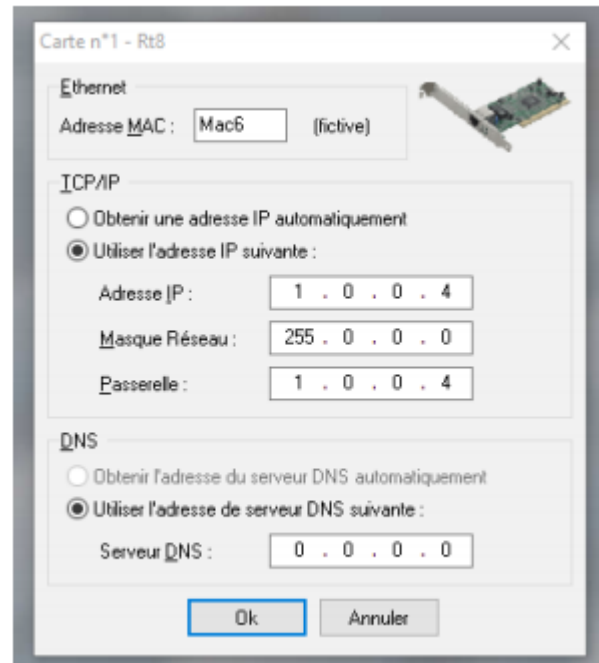 Carte n°1 - Rt8
Ethernet
Adresse MAC : Mac6 (fictive)
TCP/IP
Obtenir une adresse IP automatiquement
Utiliser l'adresse IP suivante :
Adresse IP : 1 . 0 . 0 . 4
Masque Réseau : 255 . 0 . 0 . 0
Passerelle : 1 . 0 . 0 . 4
DNS
Obtenir l'adresse du serveur DNS automatiquement
Utiliser l'adresse de serveur DNS suivante :
Serveur DNS : 0 . 0 . 0 . 0
Ok Annuler